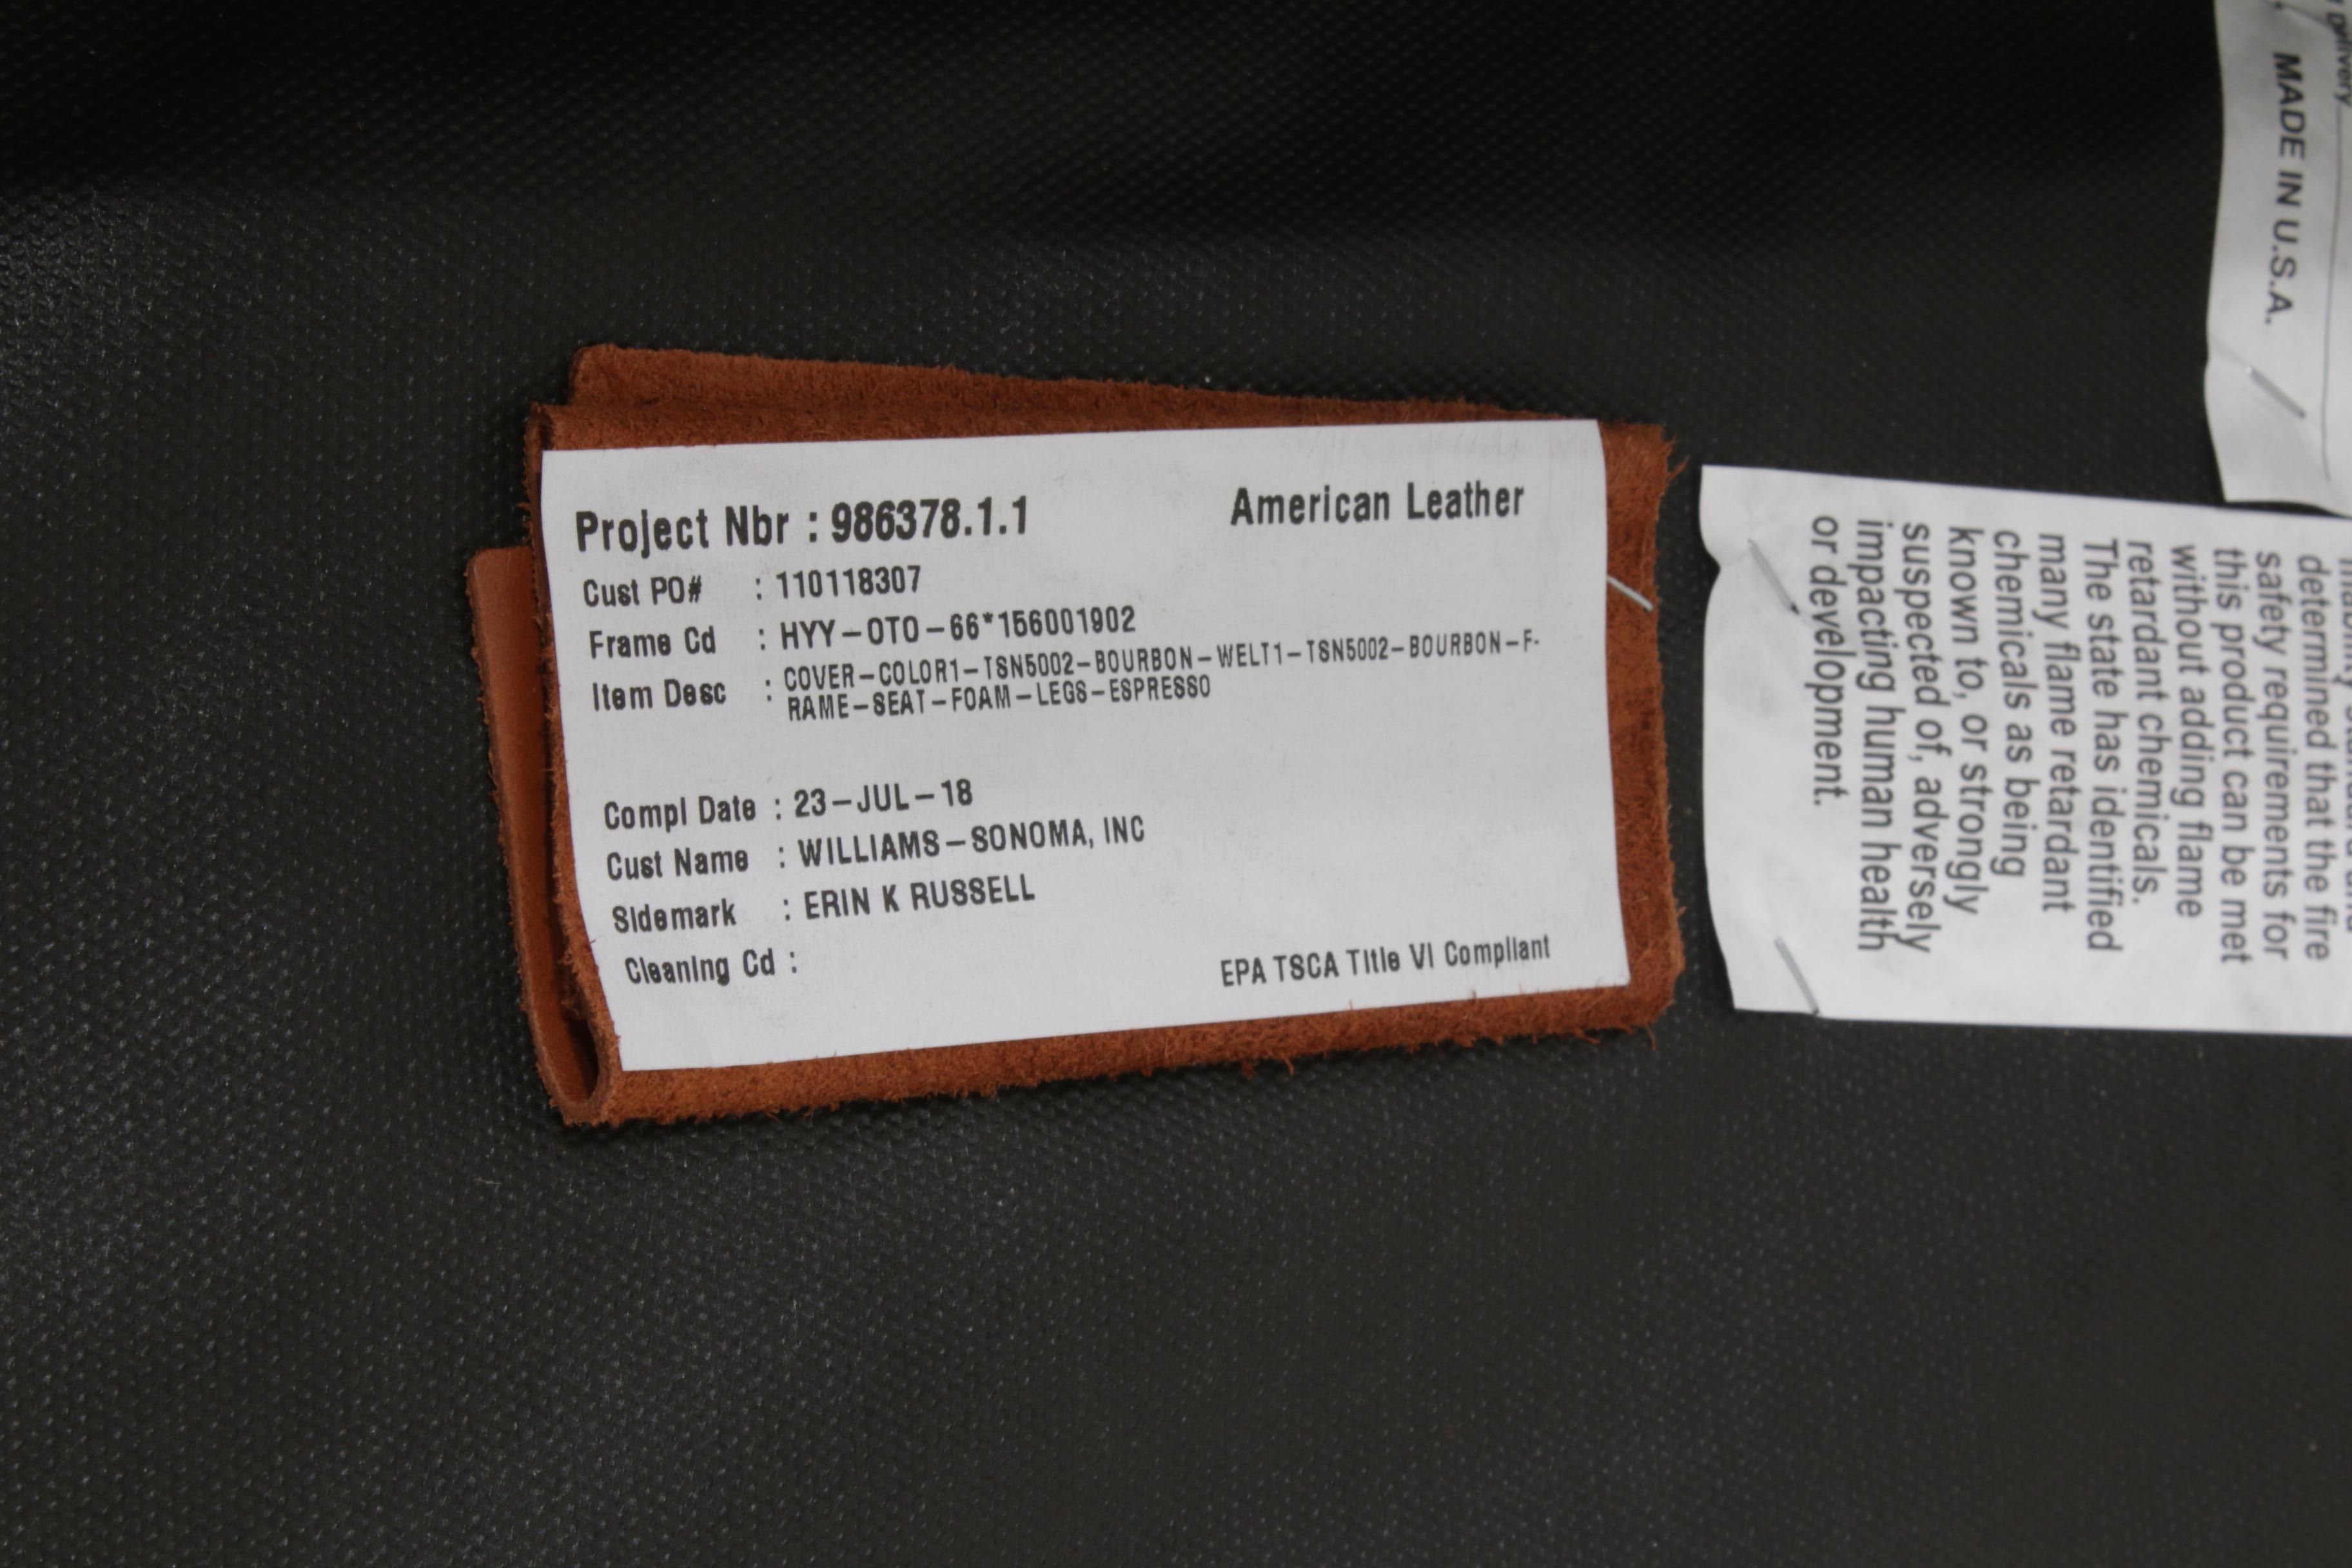 Project Nbr : 986378.1.1
American Leather
Cust PO# : 110118307
Frame Cd : HYY-OTO-66*156001902
Item Desc : COVER-COLOR1-TSN5002-BOURBON-WELT1-TSN5002-BOURBON-F-
RAME-SEAT-FOAM-LEGS-ESPRESSO
Compl Date : 23-JUL-18
Cust Name : WILLIAMS-SONOMA, INC
Sidemark : ERIN K RUSSELL
Cleaning Cd :
EPA TSCA Title VI Compliant
determined that the fire
safety requirements for
this product can be met
without adding flame
retardant chemicals.
The state has identified
many flame retardant
chemicals as being
known to, or strongly
suspected of, adversely
impacting human health
or development.
Delivery
MADE IN U.S.A.